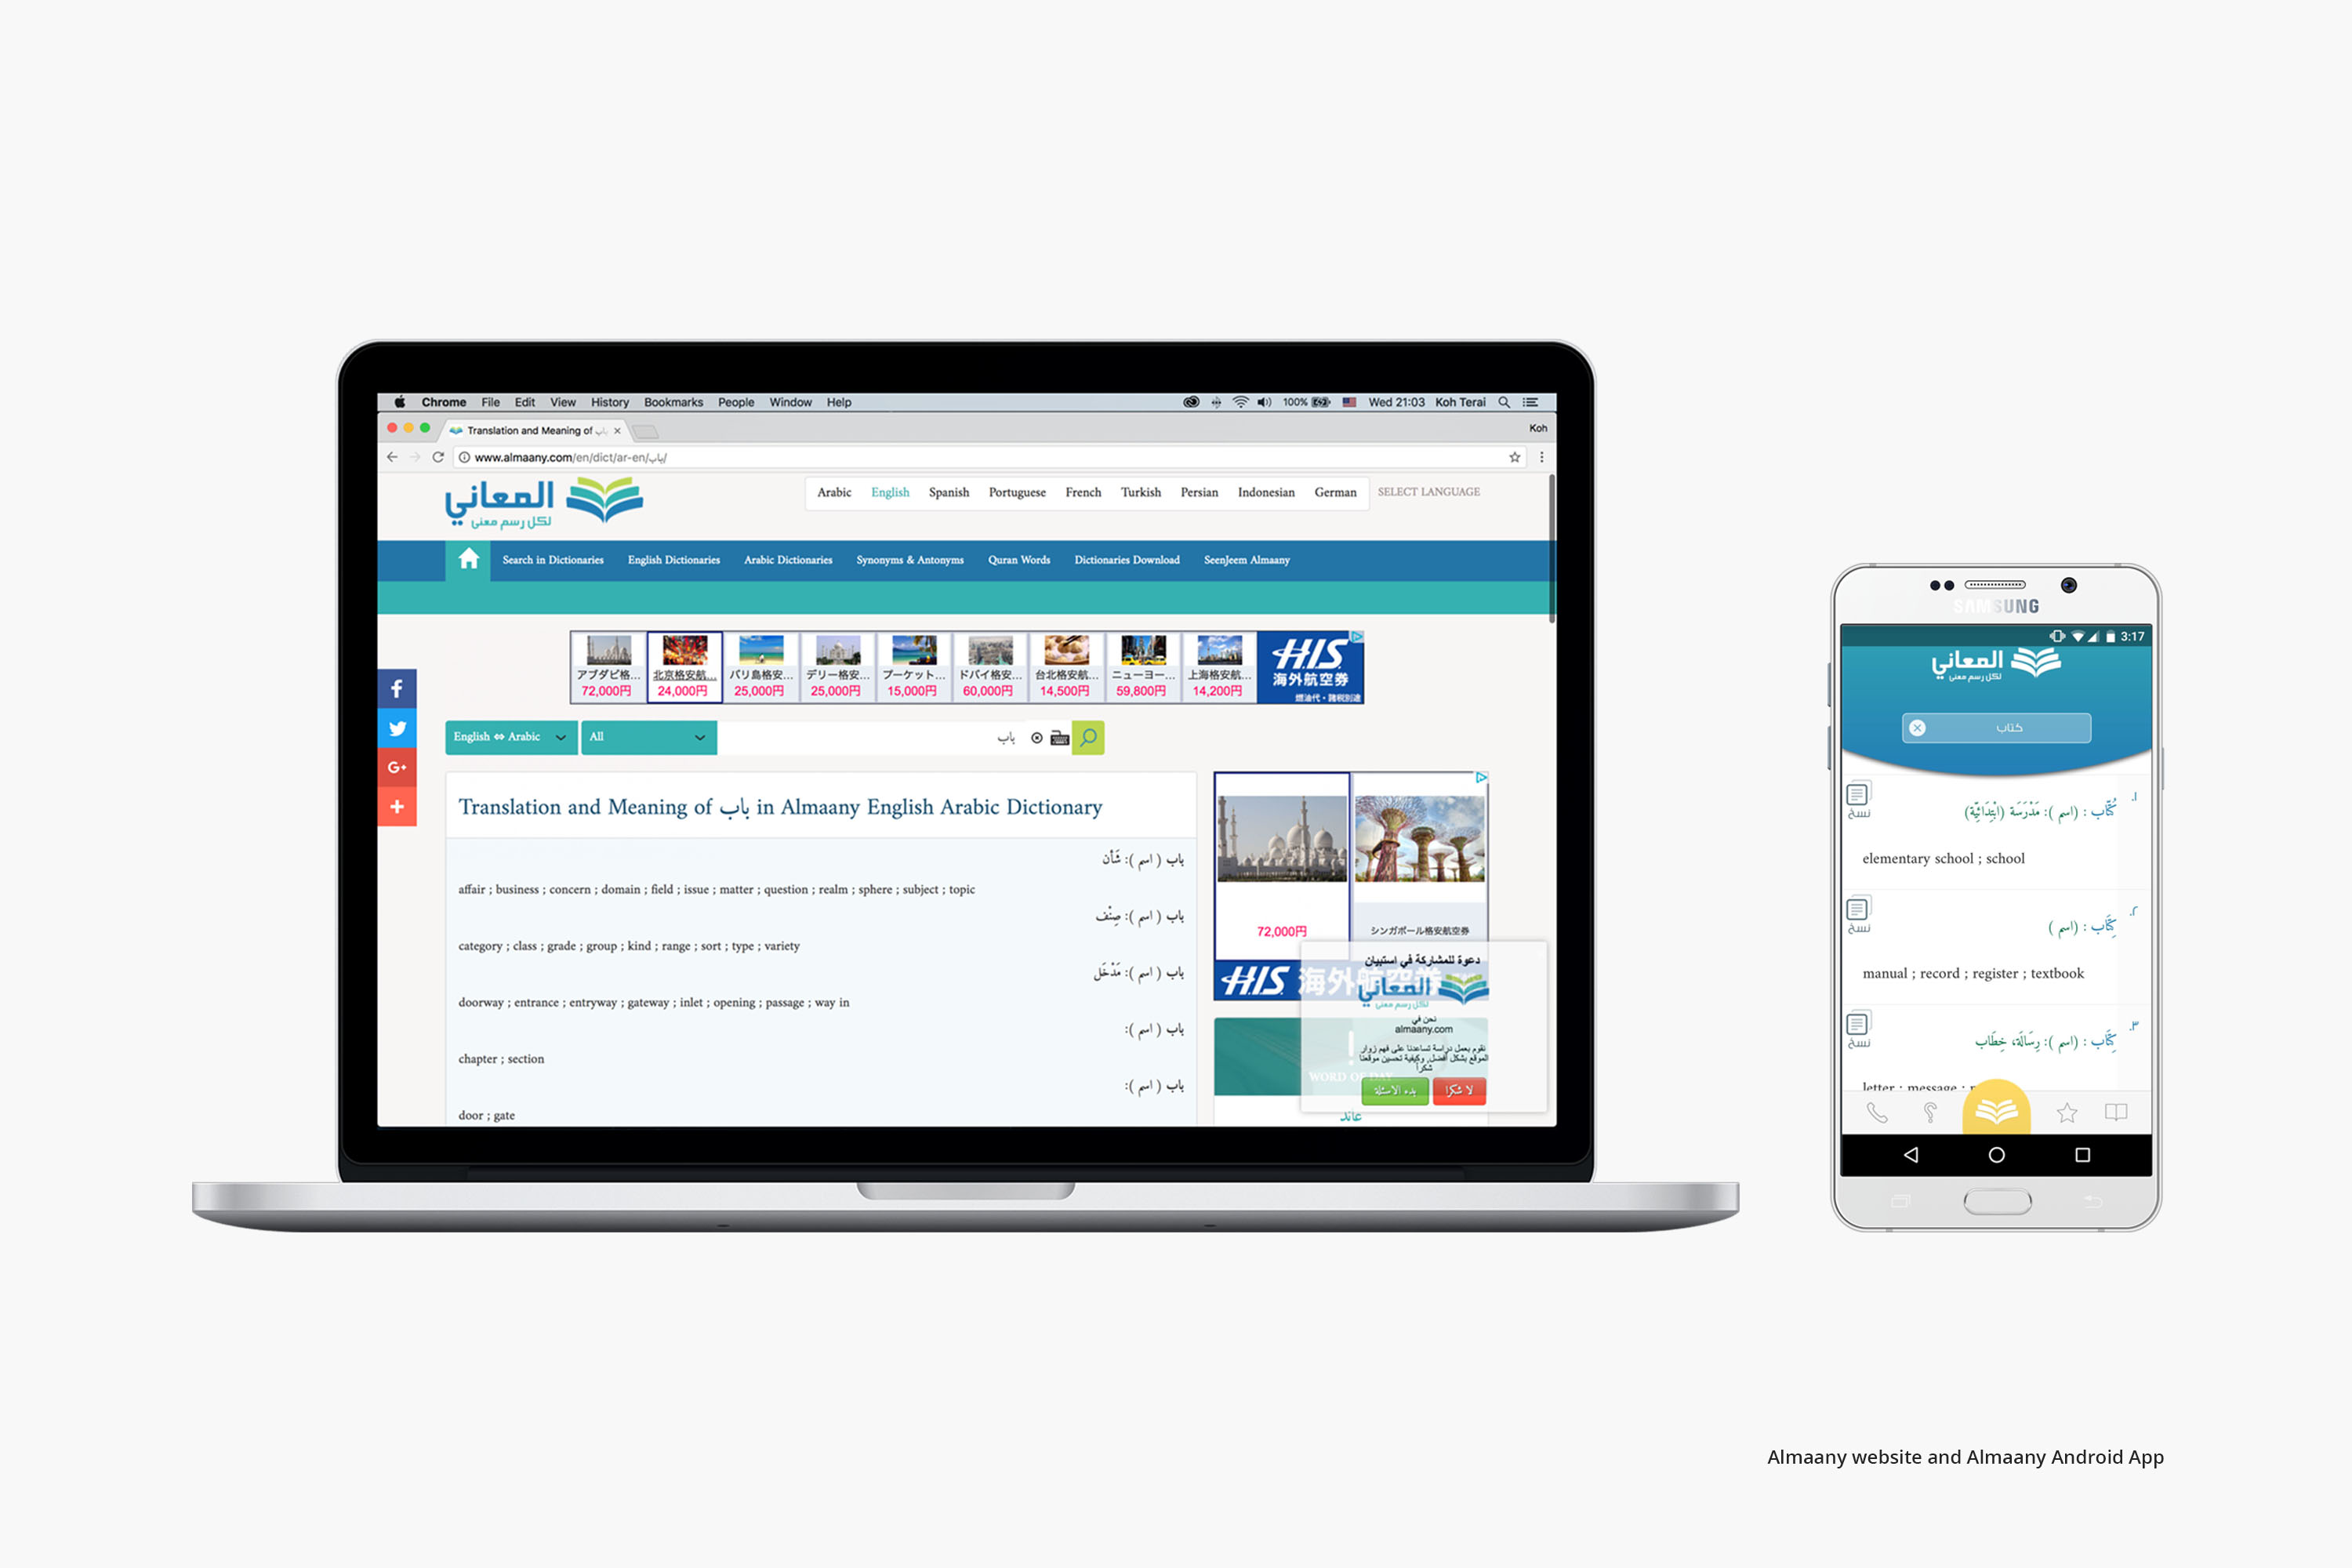 Chrome File Edit View History Bookmarks People Window Help 100% Wed 21:03 Koh Terai
Translation and Meaning of باب Koh
www.almaany.com/en/dict/ar-en/باب/
المعاني
لكل رسم معنى
Arabic English Spanish Portuguese French Turkish Persian Indonesian German SELECT LANGUAGE
Search in Dictionaries English Dictionaries Arabic Dictionaries Synonyms & Antonyms Quran Words Dictionaries Download SeenJeem Almaany
アブダビ格... 北京格安航... バリ島格安... デリー格安... プーケット... ドバイ格安... 台北格安航... ニューヨー... 上海格安航...
72,000円 24,000円 25,000円 25,000円 15,000円 60,000円 14,500円 59,800円 14,200円
H.I.S.
海外航空券
燃油代・諸税別途
English ⇔ Arabic All باب
Translation and Meaning of باب in Almaany English Arabic Dictionary
باب ( اسم ): شَأن
affair ; business ; concern ; domain ; field ; issue ; matter ; question ; realm ; sphere ; subject ; topic
باب ( اسم ): صِنْف
category ; class ; grade ; group ; kind ; range ; sort ; type ; variety
باب ( اسم ): مَدْخَل
doorway ; entrance ; entryway ; gateway ; inlet ; opening ; passage ; way in
باب ( اسم ):
chapter ; section
باب ( اسم ):
door ; gate
72,000円 シンガポール格安航空券
H.I.S. 海外航空券
دعوة للمشاركة في استبيان
المعاني
لكل رسم معنى
نحن في
almaany.com
نقوم بعمل دراسة تساعدنا على فهم زوار
الموقع بشكل أفضل, وكيفية تحسين موقعنا
شكراً
WORD OF DAY
بدء الاسئلة لا شكرا
عائد
SAMSUNG
3:17
المعاني
لكل رسم معنى
كتاب
١. كُتَّاب : (اسم ): مَدْرَسَة (ابْتِدَائِيَّة)
نسخ
elementary school ; school
٢. كِتَاب : (اسم )
نسخ
manual ; record ; register ; textbook
٣. كِتَاب : (اسم ): رِسَالَة، خِطَاب
نسخ
letter ; message ;
Almaany website and Almaany Android App